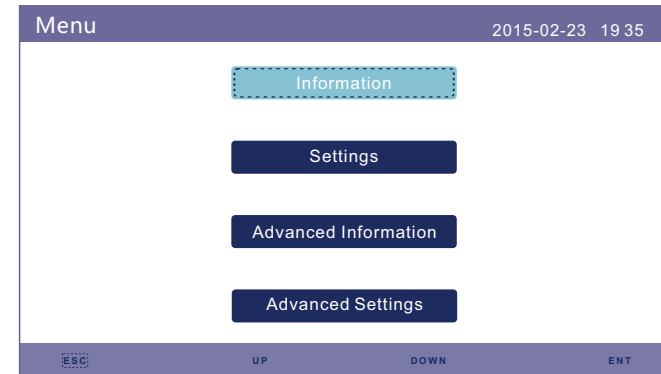 Menu 2015-02-23 19 35
Information
Settings
Advanced Information
Advanced Settings
ESC UP DOWN ENT